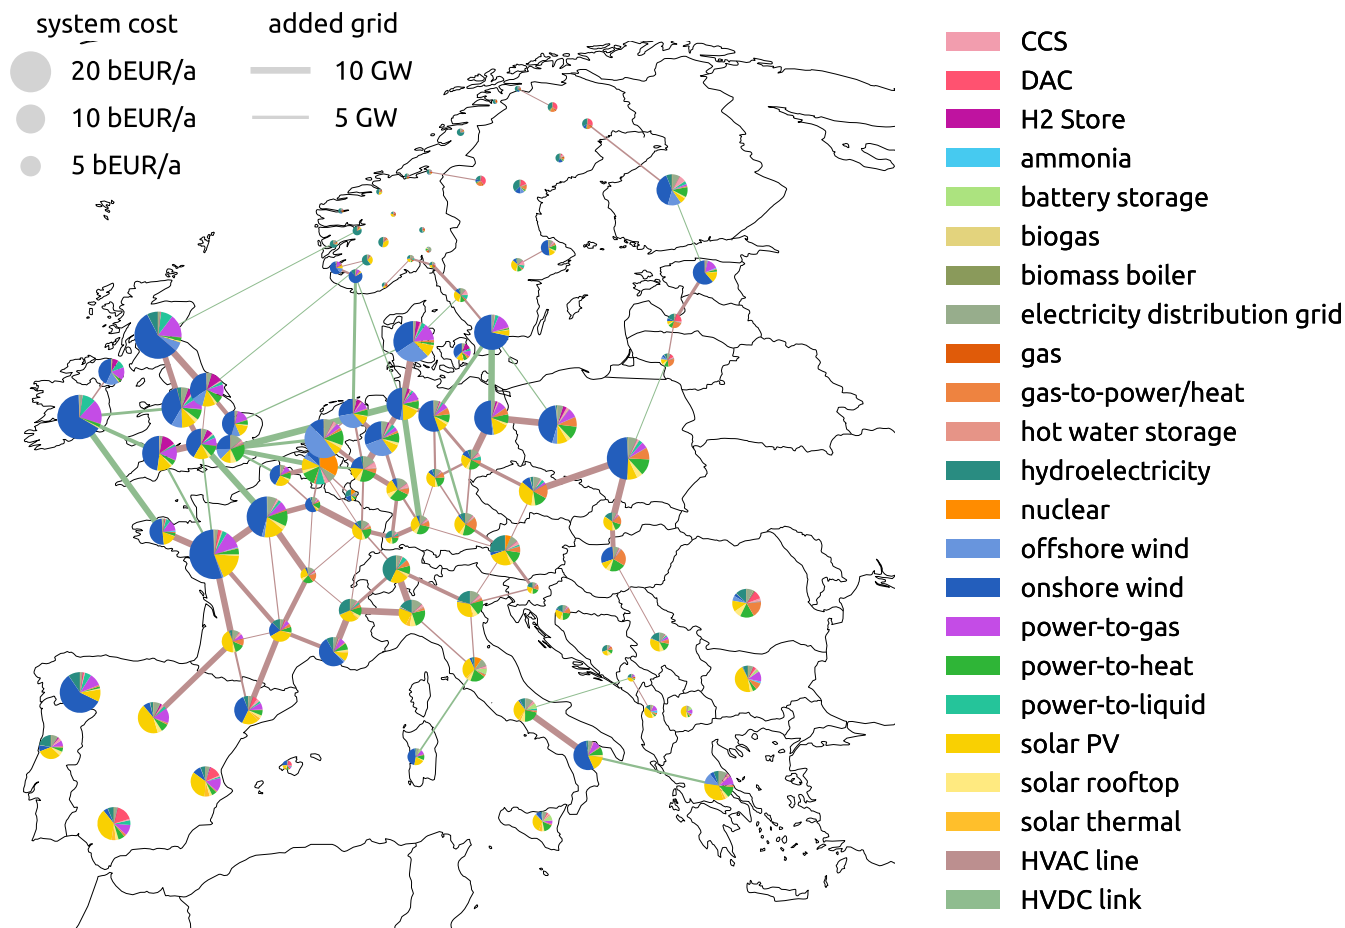 system cost
20 bEUR/a
10 bEUR/a
5 bEUR/a
added grid
10 GW
5 GW
CCS
DAC
H2 Store
ammonia
battery storage
biogas
biomass boiler
electricity distribution grid
gas
gas-to-power/heat
hot water storage
hydroelectricity
nuclear
offshore wind
onshore wind
power-to-gas
power-to-heat
power-to-liquid
solar PV
solar rooftop
solar thermal
HVAC line
HVDC link